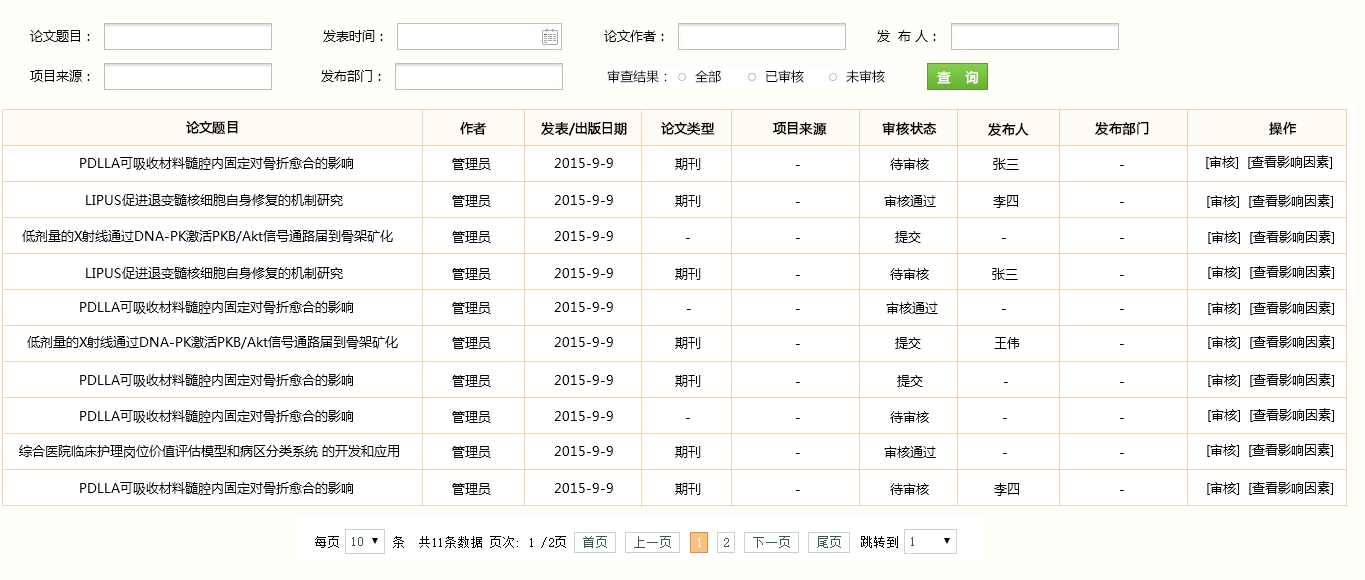 论文题目： 发表时间： 论文作者： 发 布 人：
项目来源： 发布部门： 审查结果： 全部 已审核 未审核 查 询
论文题目 作者 发表/出版日期 论文类型 项目来源 审核状态 发布人 发布部门 操作
PDLLA可吸收材料髓腔内固定对骨折愈合的影响 管理员 2015-9-9 期刊 - 待审核 张三 - [审核] [查看影响因素]
LIPUS促进退变髓核细胞自身修复的机制研究 管理员 2015-9-9 期刊 - 审核通过 李四 - [审核] [查看影响因素]
低剂量的X射线通过DNA-PK激活PKB/Akt信号通路届到骨架矿化 管理员 2015-9-9 - - 提交 - - [审核] [查看影响因素]
LIPUS促进退变髓核细胞自身修复的机制研究 管理员 2015-9-9 期刊 - 待审核 张三 - [审核] [查看影响因素]
PDLLA可吸收材料髓腔内固定对骨折愈合的影响 管理员 2015-9-9 - - 审核通过 - - [审核] [查看影响因素]
低剂量的X射线通过DNA-PK激活PKB/Akt信号通路届到骨架矿化 管理员 2015-9-9 期刊 - 提交 王伟 - [审核] [查看影响因素]
PDLLA可吸收材料髓腔内固定对骨折愈合的影响 管理员 2015-9-9 期刊 - 提交 - - [审核] [查看影响因素]
PDLLA可吸收材料髓腔内固定对骨折愈合的影响 管理员 2015-9-9 - - 待审核 - - [审核] [查看影响因素]
综合医院临床护理岗位价值评估模型和病区分类系统 的开发和应用 管理员 2015-9-9 期刊 - 审核通过 - - [审核] [查看影响因素]
PDLLA可吸收材料髓腔内固定对骨折愈合的影响 管理员 2015-9-9 期刊 - 待审核 李四 - [审核] [查看影响因素]
每页 10 条 共11条数据 页次: 1 /2页 首页 上一页 1 2 下一页 尾页 跳转到 1